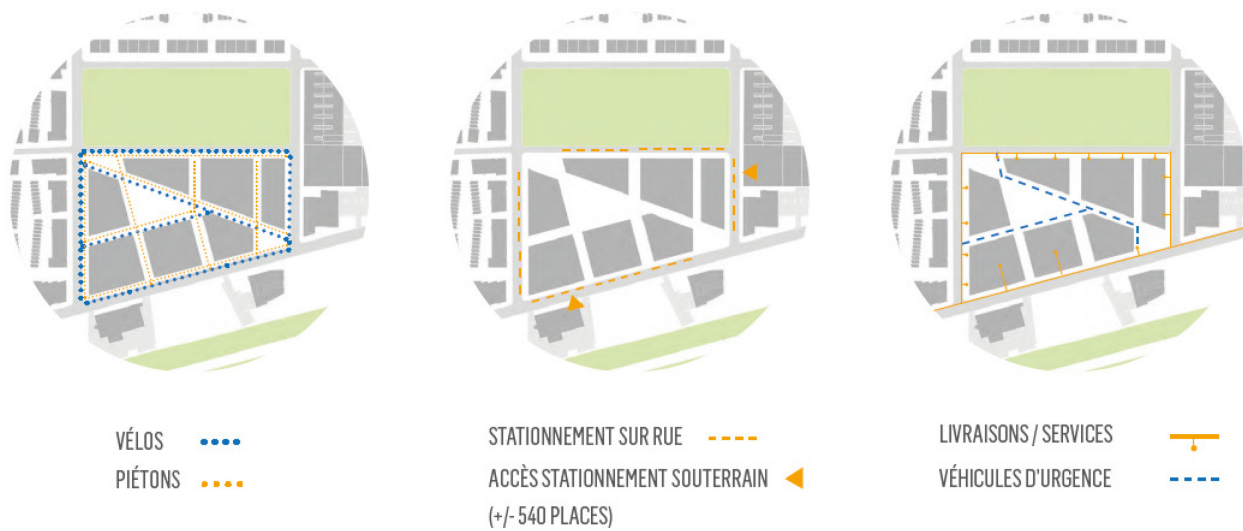 VÉLOS
PIÉTONS
STATIONNEMENT SUR RUE
ACCÈS STATIONNEMENT SOUTERRAIN
(+/- 540 PLACES)
LIVRAISONS / SERVICES
VÉHICULES D'URGENCE